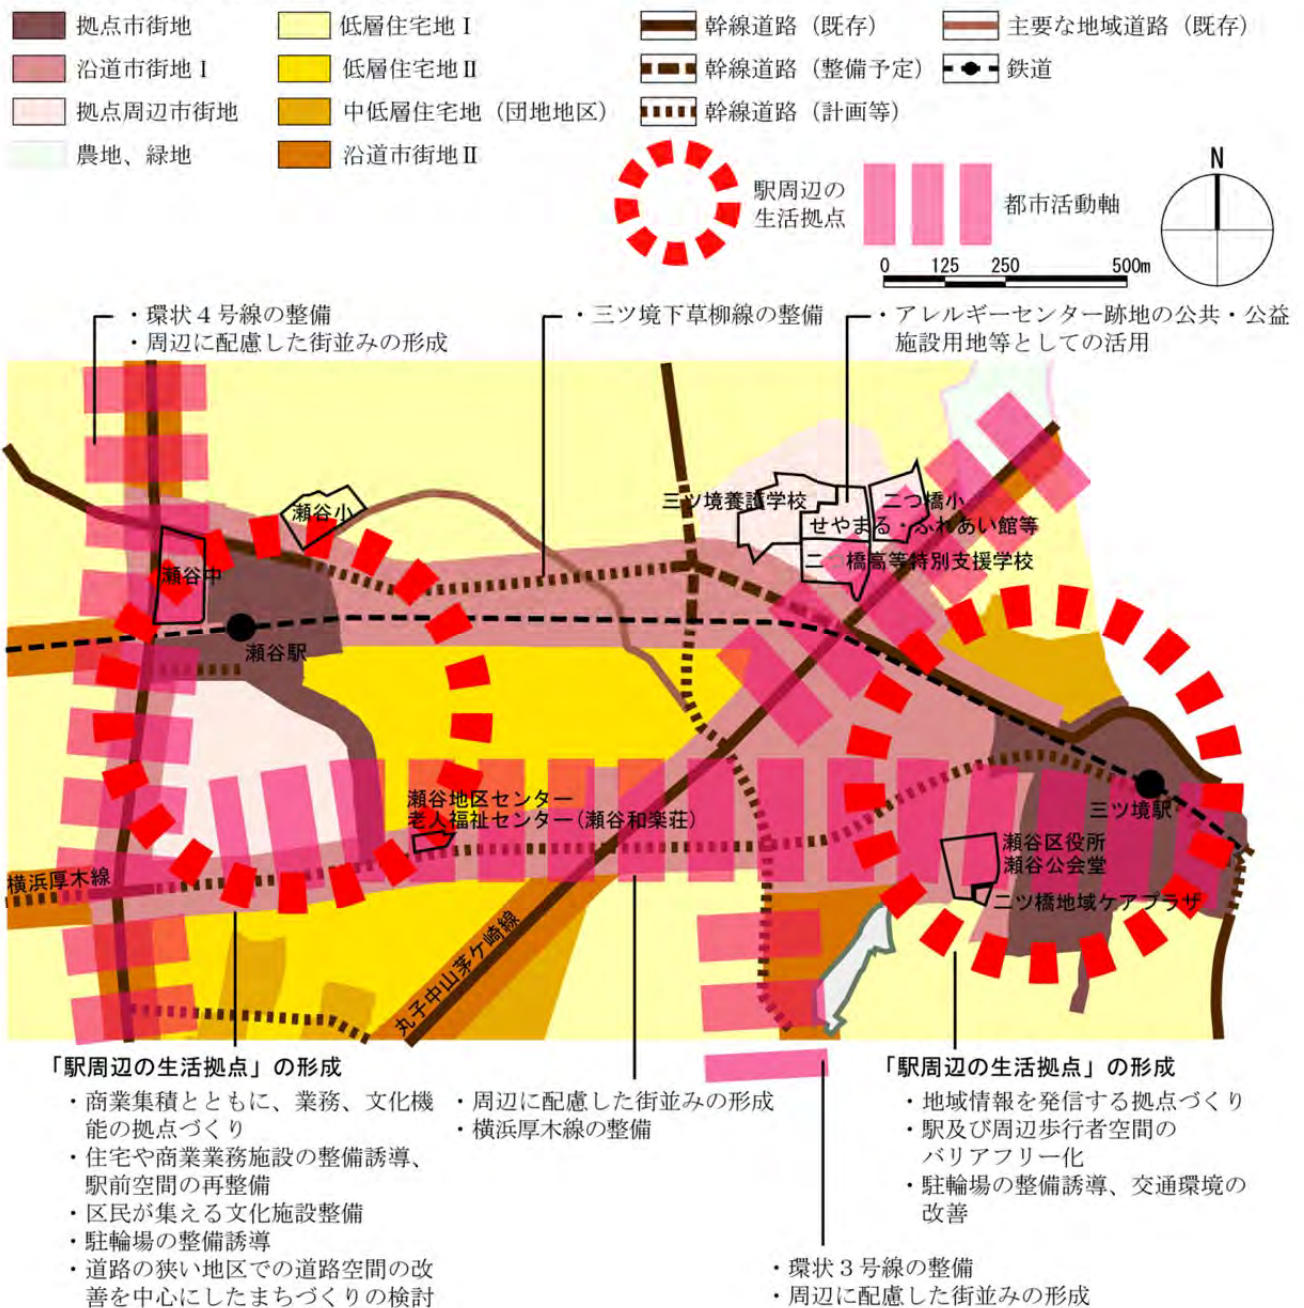 拠点市街地
沿道市街地Ⅰ
拠点周辺市街地
農地、緑地
低層住宅地Ⅰ
低層住宅地Ⅱ
中低層住宅地（団地地区）
沿道市街地Ⅱ
幹線道路（既存）
幹線道路（整備予定）
幹線道路（計画等）
主要な地域道路（既存）
鉄道
駅周辺の
生活拠点
都市活動軸
N
0 125 250 500m
・環状４号線の整備
・周辺に配慮した街並みの形成
・三ツ境下草柳線の整備
・アレルギーセンター跡地の公共・公益
施設用地等としての活用
瀬谷小
三ツ境養護学校
二つ橋小
せやまる・ふれあい館等
二ツ橋高等特別支援学校
瀬谷中
瀬谷駅
瀬谷地区センター
老人福祉センター（瀬谷和楽荘）
三ツ境駅
瀬谷区役所
瀬谷公会堂
二ツ橋地域ケアプラザ
横浜厚木線
丸子中山茅ケ崎線
「駅周辺の生活拠点」の形成
・商業集積とともに、業務、文化機
能の拠点づくり
・住宅や商業業務施設の整備誘導、
駅前空間の再整備
・区民が集える文化施設整備
・駐輪場の整備誘導
・道路の狭い地区での道路空間の改
善を中心にしたまちづくりの検討
・周辺に配慮した街並みの形成
・横浜厚木線の整備
「駅周辺の生活拠点」の形成
・地域情報を発信する拠点づくり
・駅及び周辺歩行者空間の
バリアフリー化
・駐輪場の整備誘導、交通環境の
改善
・環状３号線の整備
・周辺に配慮した街並みの形成